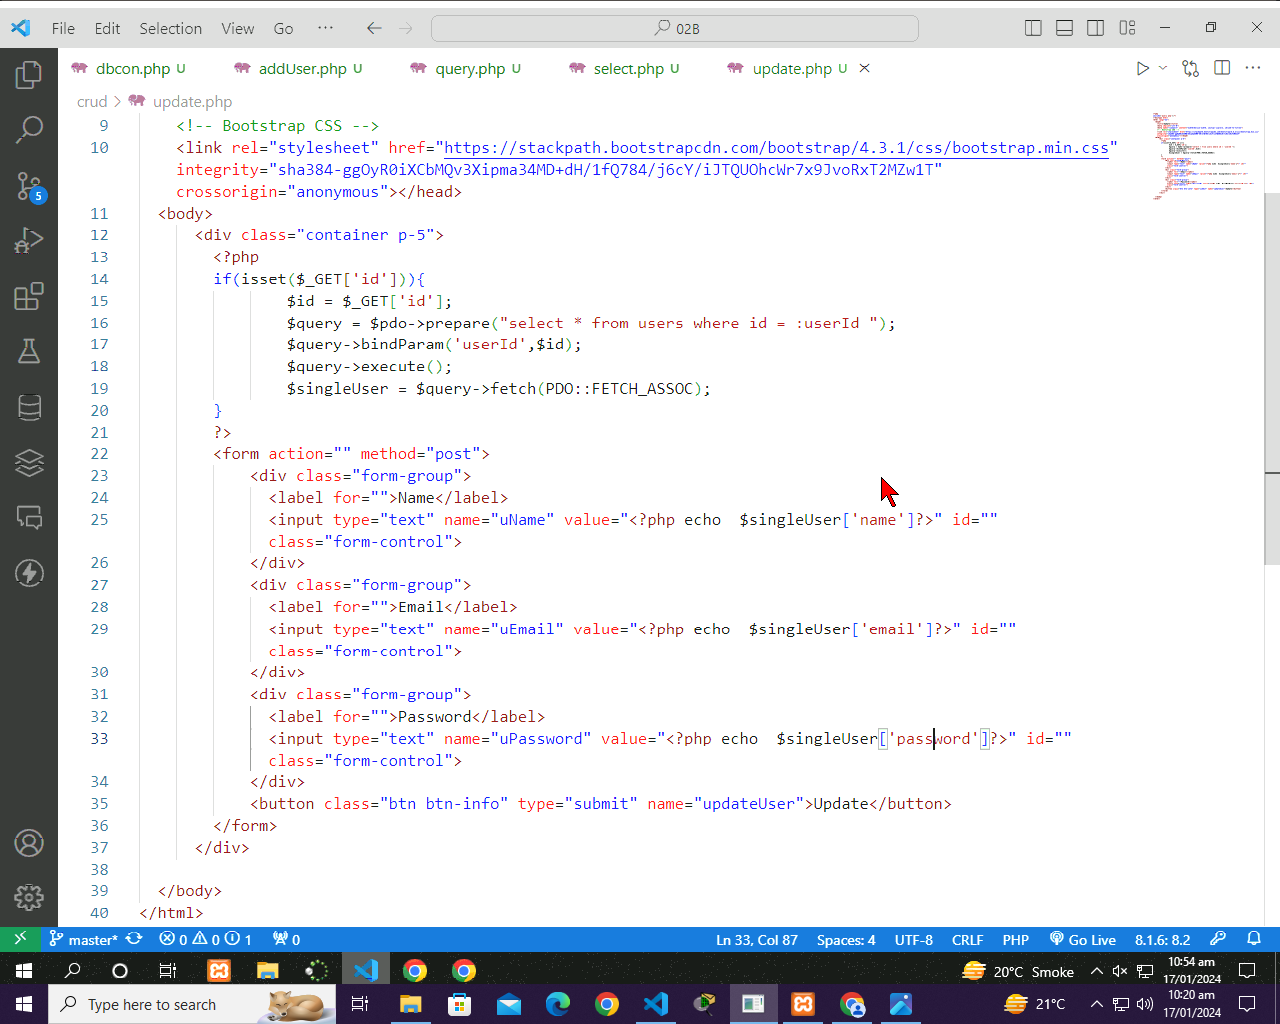 File Edit Selection View Go ··· 02B
dbcon.php U addUser.php U query.php U select.php U update.php U
crud > update.php
9 <!-- Bootstrap CSS -->
10 <link rel="stylesheet" href="https://stackpath.bootstrapcdn.com/bootstrap/4.3.1/css/bootstrap.min.css"
integrity="sha384-ggOyR0iXCbMQv3Xipma34MD+dH/1fQ784/j6cY/iJTQUOhcWr7x9JvoRxT2MZw1T"
crossorigin="anonymous"></head>
11 <body>
12 <div class="container p-5">
13 <?php
14 if(isset($_GET['id'])){
15 $id = $_GET['id'];
16 $query = $pdo->prepare("select * from users where id = :userId ");
17 $query->bindParam('userId',$id);
18 $query->execute();
19 $singleUser = $query->fetch(PDO::FETCH_ASSOC);
20 }
21 ?>
22 <form action="" method="post">
23 <div class="form-group">
24 <label for="">Name</label>
25 <input type="text" name="uName" value="<?php echo  $singleUser['name']?>" id=""
class="form-control">
26 </div>
27 <div class="form-group">
28 <label for="">Email</label>
29 <input type="text" name="uEmail" value="<?php echo  $singleUser['email']?>" id=""
class="form-control">
30 </div>
31 <div class="form-group">
32 <label for="">Password</label>
33 <input type="text" name="uPassword" value="<?php echo  $singleUser['password']?>" id=""
class="form-control">
34 </div>
35 <button class="btn btn-info" type="submit" name="updateUser">Update</button>
36 </form>
37 </div>
38
39 </body>
40 </html>
5
master* 0 0 1 0 Ln 33, Col 87 Spaces: 4 UTF-8 CRLF PHP Go Live 8.1.6: 8.2
20°C Smoke 10:54 am
17/01/2024
Type here to search 21°C 10:20 am
17/01/2024